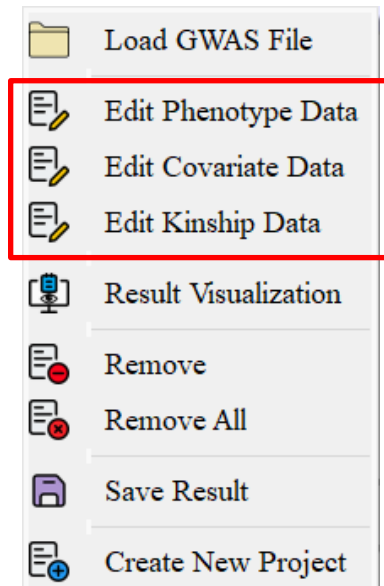 Load GWAS File
Edit Phenotype Data
Edit Covariate Data
Edit Kinship Data
Result Visualization
Remove
Remove All
Save Result
Create New Project